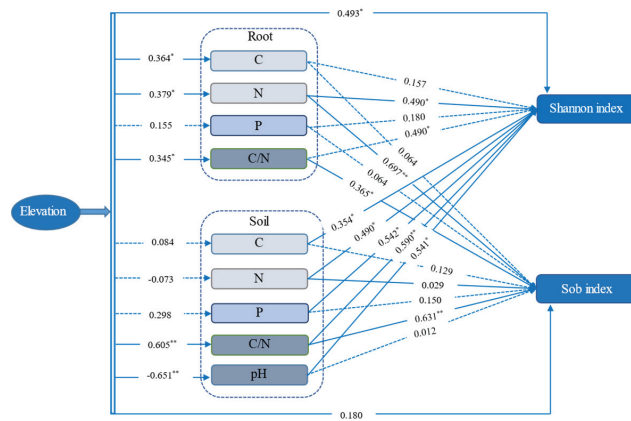 0.493*
Root
0.364*
C
0.379*
N
0.155
P
0.345*
C/N
0.157
0.490*
0.180
0.490*
0.064
0.697**
0.064
0.365*
Shannon index
Elevation
Soil
0.084
C
-0.073
N
0.298
P
0.605**
C/N
-0.651**
pH
0.354*
0.490*
0.542*
0.590**
0.541*
0.129
0.029
0.150
0.631**
0.012
Sob index
0.180